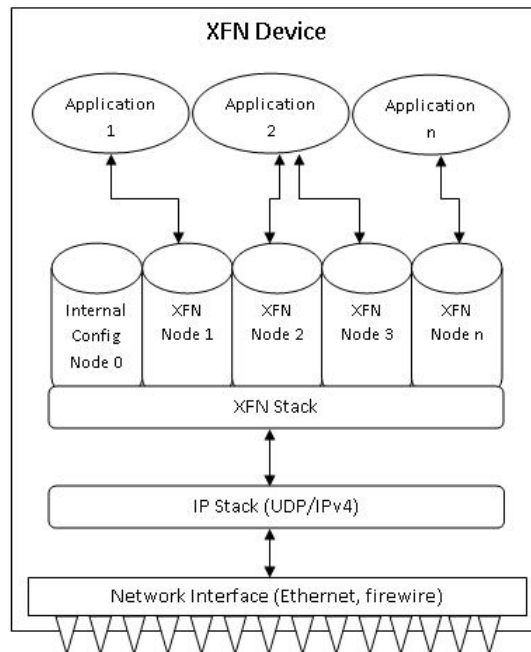 XFN Device
Application
1
Application
2
Application
n
Internal
Config
Node 0
XFN
Node 1
XFN
Node 2
XFN
Node 3
XFN
Node n
XFN Stack
IP Stack (UDP/IPv4)
Network Interface (Ethernet, firewire)